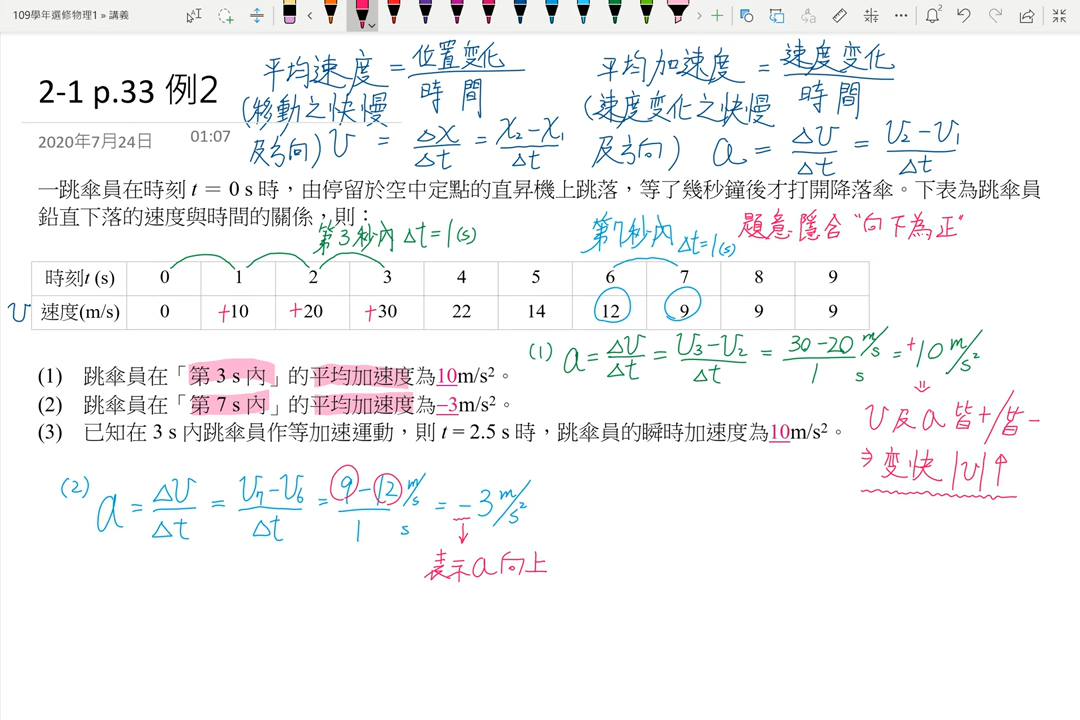 109學年選修物理1 » 講義
2-1 p.33 例2
2020年7月24日 01:07
平均速度 = 位置变化/時間
(移動之快慢及方向) v = Δx/Δt = x₂-x₁/Δt
平均加速度 = 速度变化/時間
(速度变化之快慢及方向) a = Δv/Δt = v₂-v₁/Δt
一跳傘員在時刻 t = 0 s 時，由停留於空中定點的直昇機上跳落，等了幾秒鐘後才打開降落傘。下表為跳傘員
鉛直下落的速度與時間的關係，則：
第3秒內 Δt=1(s)
第7秒內 Δt=1(s)
題意隱含"向下為正"
時刻t (s) 0 1 2 3 4 5 6 7 8 9
v 速度(m/s) 0 +10 +20 +30 22 14 12 9 9 9
(1) a = Δv/Δt = v₃-v₂/Δt = 30-20/1 m/s/s = +10 m/s²
(1) 跳傘員在「第 3 s 內」的平均加速度為10m/s²。
(2) 跳傘員在「第 7 s 內」的平均加速度為–3m/s²。
(3) 已知在 3 s 內跳傘員作等加速運動，則 t = 2.5 s 時，跳傘員的瞬時加速度為10m/s²。
⇓
v及a皆+/皆-
⇒ 变快 |v|↑
(2) a = Δv/Δt = v₇-v₆/Δt = 9-12/1 m/s/s = -3 m/s²
↓
表示a向上